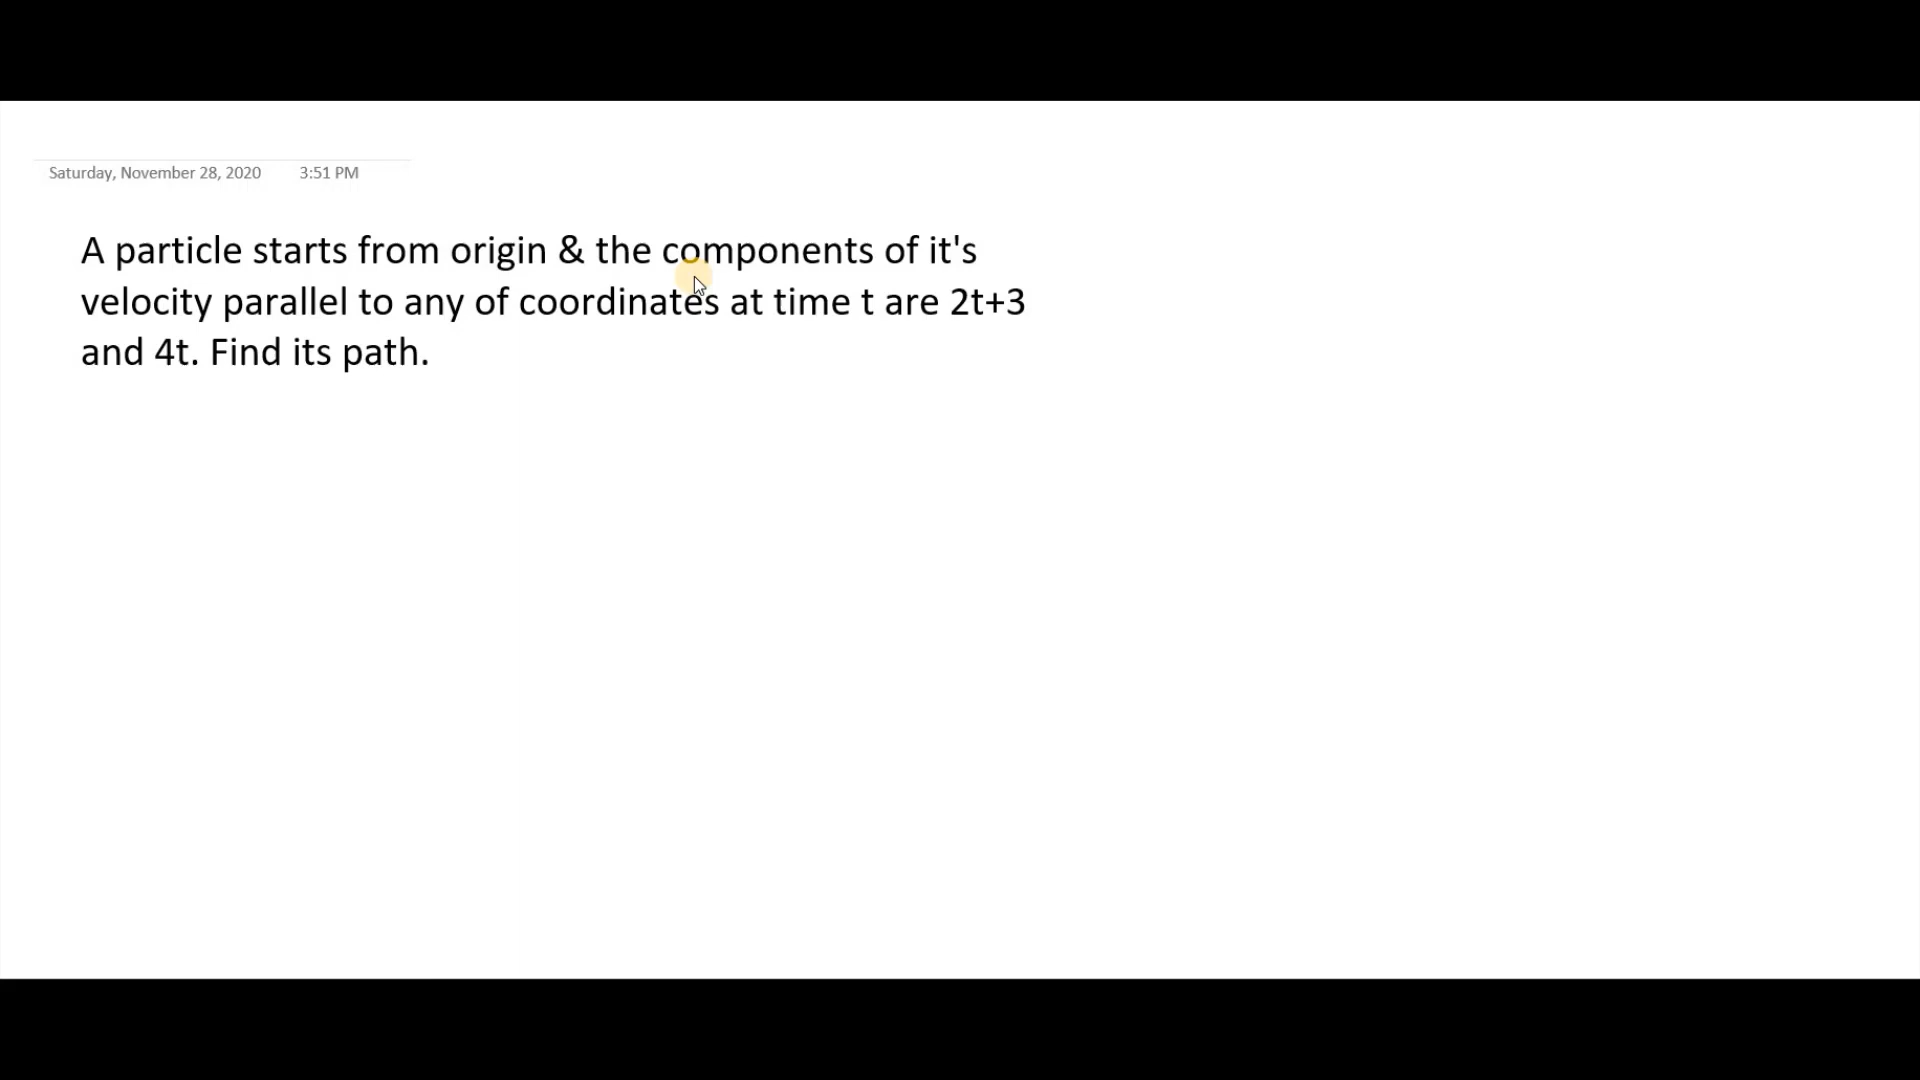 Saturday, November 28, 2020 3:51 PM
A particle starts from origin & the components of it's
velocity parallel to any of coordinates at time t are 2t+3
and 4t. Find its path.